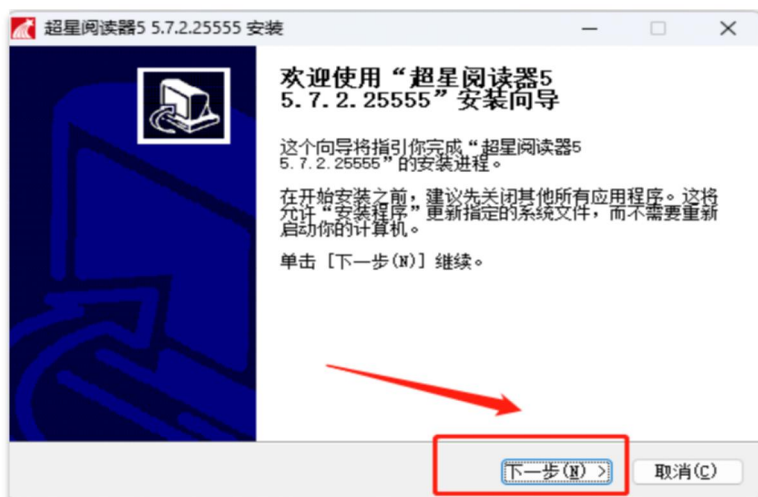 超星阅读器5 5.7.2.25555 安装
欢迎使用“超星阅读器5
5.7.2.25555”安装向导
这个向导将指引你完成“超星阅读器5
5.7.2.25555”的安装进程。
在开始安装之前，建议先关闭其他所有应用程序。这将
允许“安装程序”更新指定的系统文件，而不需要重新
启动你的计算机。
单击 [下一步(N)] 继续。
下一步(N) >
取消(C)